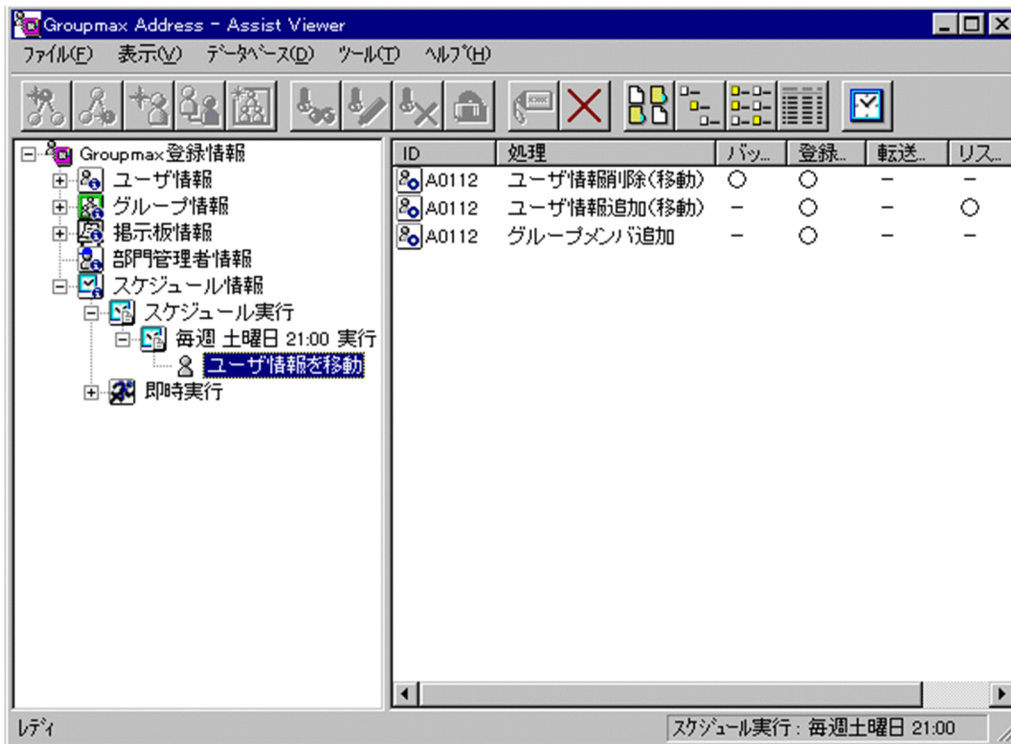 Groupmax Address - Assist Viewer
ファイル(F) 表示(V) データベース(D) ツール(T) ヘルプ(H)
Groupmax登録情報
ユーザ情報
グループ情報
掲示板情報
部門管理者情報
スケジュール情報
スケジュール実行
毎週 土曜日 21:00 実行
ユーザ情報を移動
即時実行
ID 処理 バッ... 登録... 転送... リス...
A0112 ユーザ情報削除(移動) ○ ○ - -
A0112 ユーザ情報追加(移動) - ○ - ○
A0112 グループメンバ追加 - ○ - -
レディ スケジュール実行 : 毎週土曜日 21:00